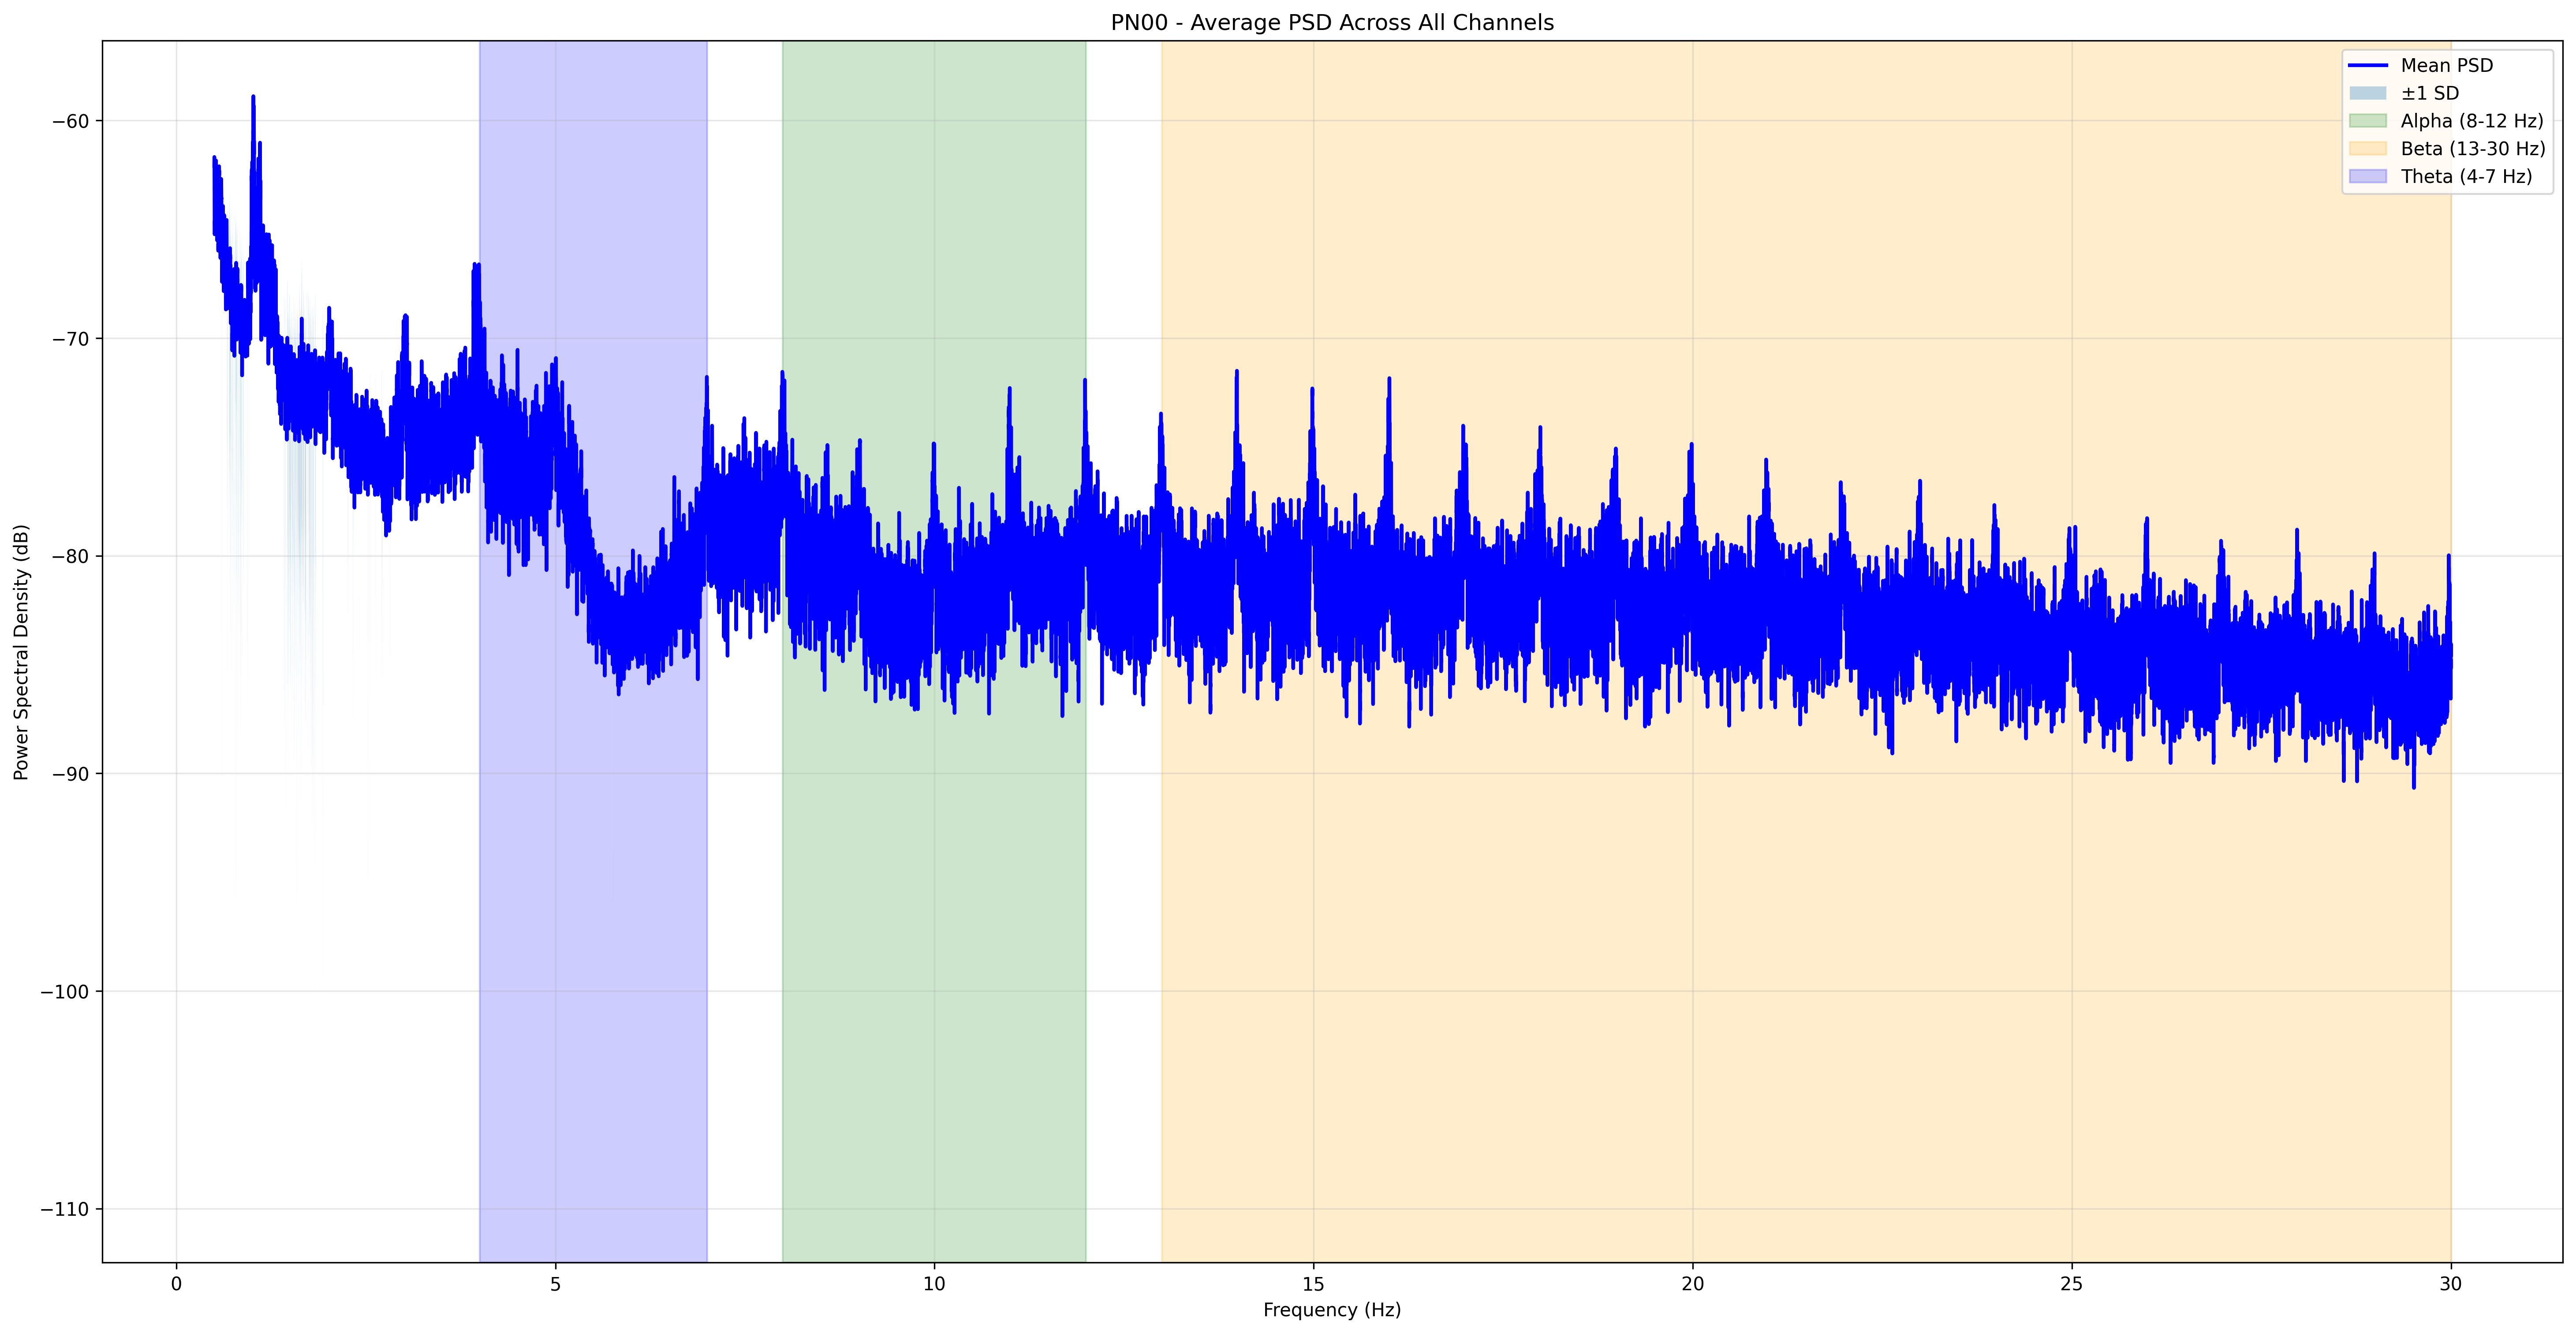 PN00 - Average PSD Across All Channels
Mean PSD
±1 SD
Alpha (8-12 Hz)
Beta (13-30 Hz)
Theta (4-7 Hz)
Power Spectral Density (dB)
−60
−70
−80
−90
−100
−110
0 5 10 15 20 25 30
Frequency (Hz)